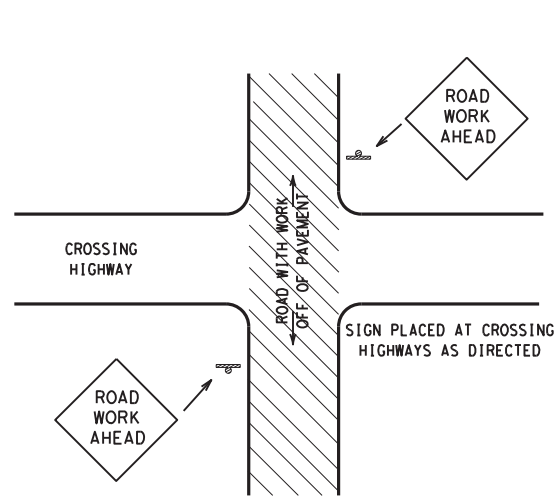 ROAD
WORK
AHEAD
CROSSING
HIGHWAY
ROAD WITH WORK
OFF OF PAVEMENT
SIGN PLACED AT CROSSING
HIGHWAYS AS DIRECTED
ROAD
WORK
AHEAD